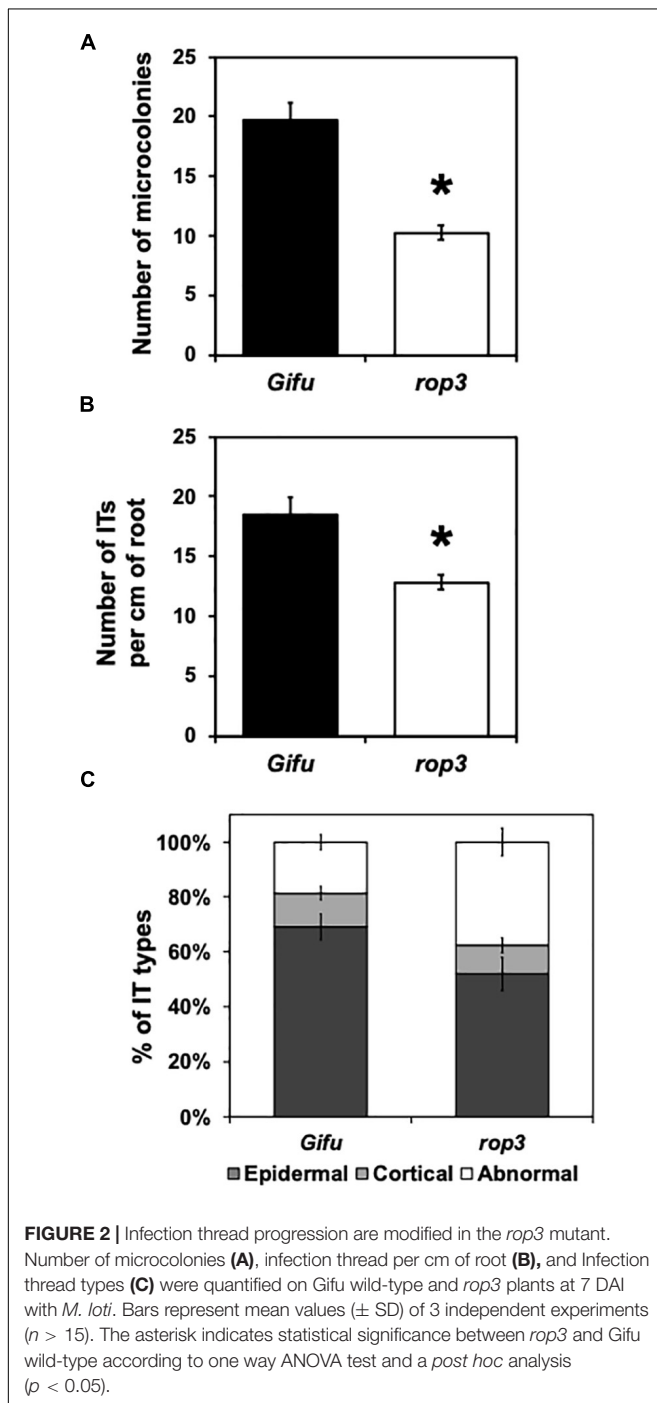 A
Number of microcolonies
25
20
15
10
5
0
*
Gifu rop3
B
Number of ITs
per cm of root
25
20
15
10
5
0
*
Gifu rop3
C
% of IT types
100%
80%
60%
40%
20%
0%
Gifu rop3
Epidermal Cortical Abnormal
FIGURE 2 | Infection thread progression are modified in the rop3 mutant.
Number of microcolonies (A), infection thread per cm of root (B), and Infection
thread types (C) were quantified on Gifu wild-type and rop3 plants at 7 DAI
with M. loti. Bars represent mean values (± SD) of 3 independent experiments
(n > 15). The asterisk indicates statistical significance between rop3 and Gifu
wild-type according to one way ANOVA test and a post hoc analysis
(p < 0.05).